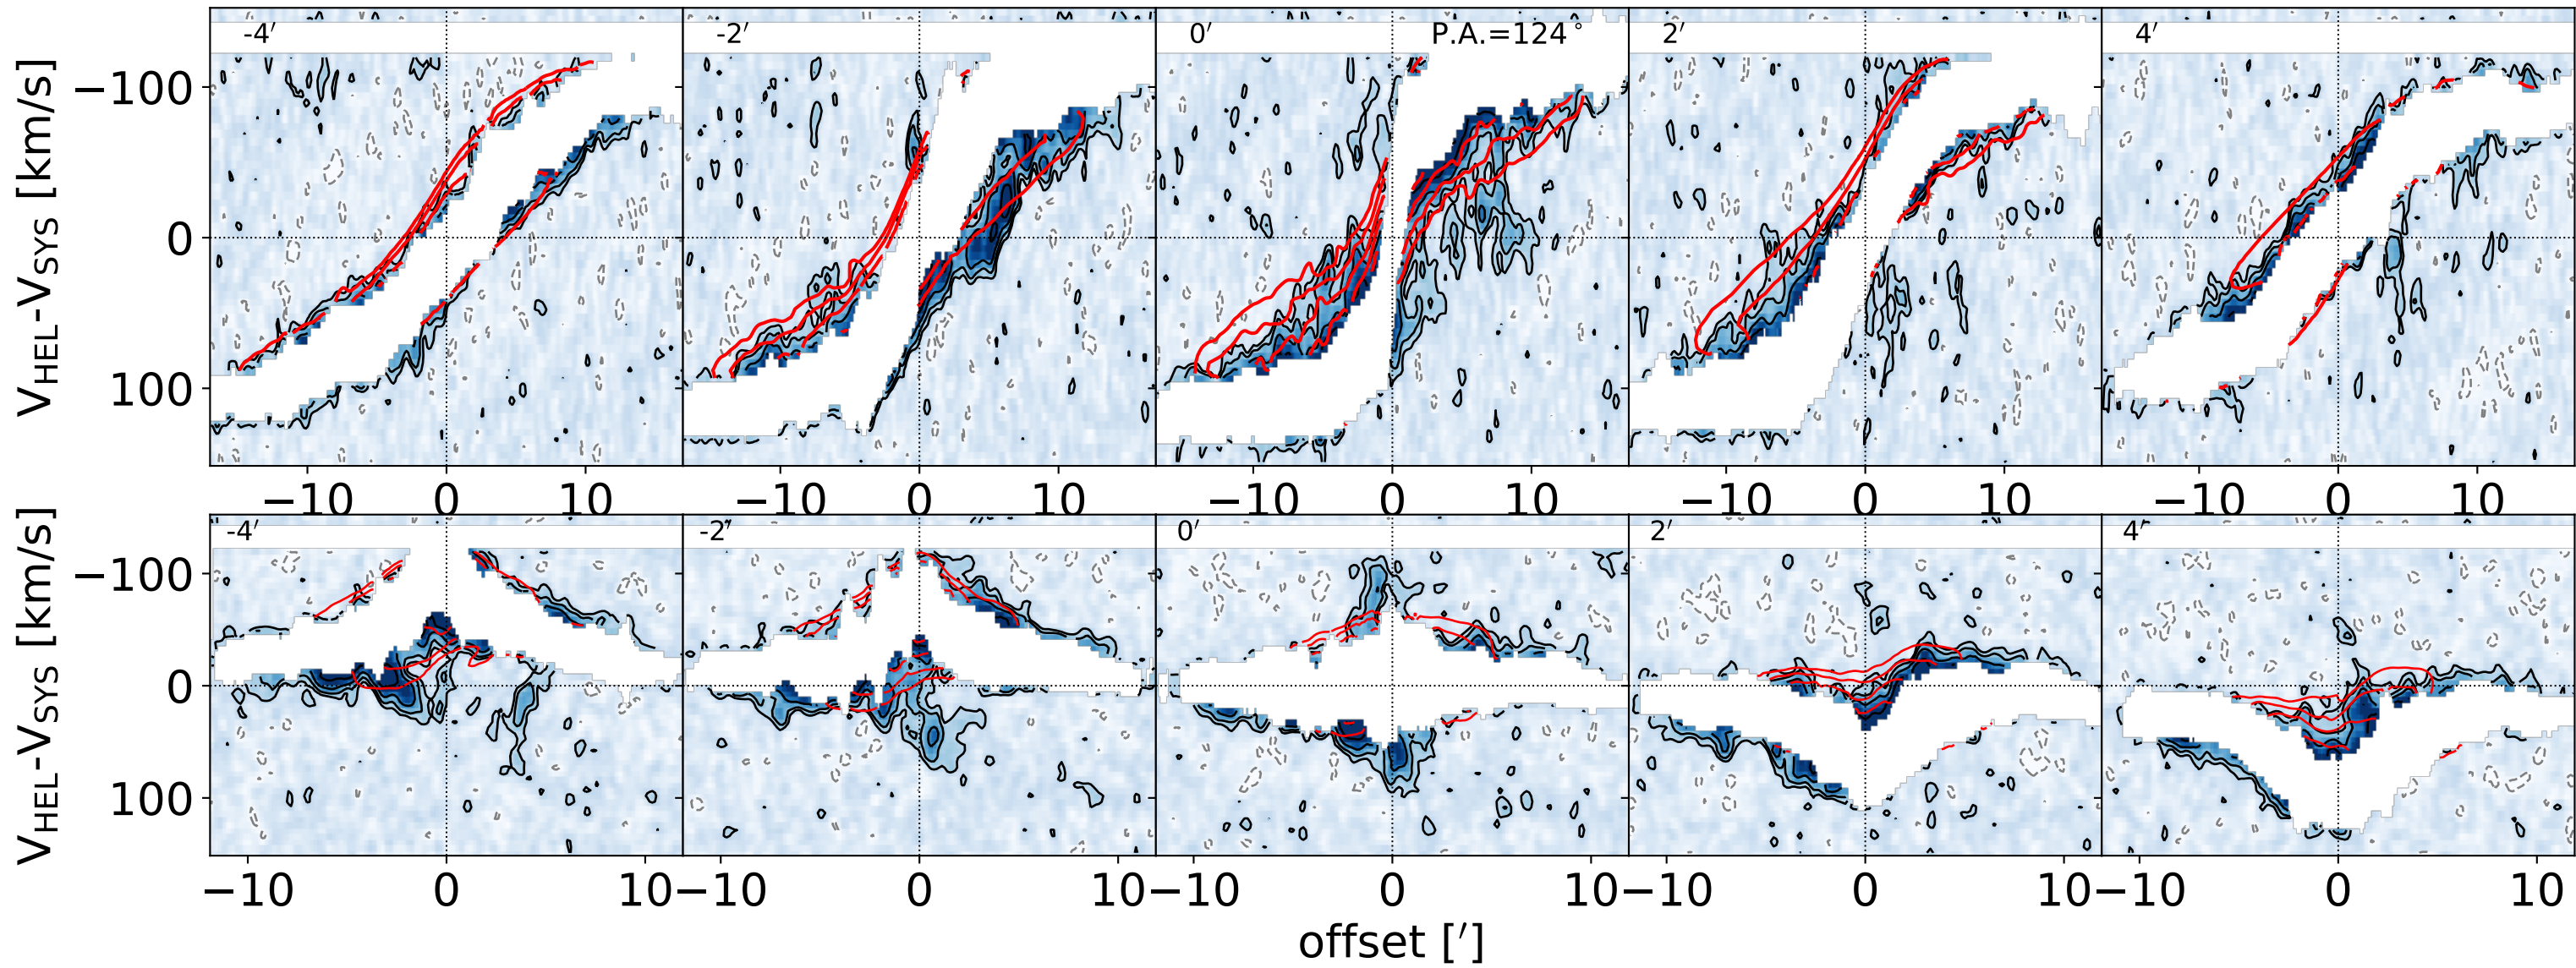 -4′ -2′ 0′ P.A.=124° 2′ 4′
V_HEL-V_SYS [km/s]
−100
0
100
−10 0 10 −10 0 10 −10 0 10 −10 0 10 −10 0 10
-4′ -2′ 0′ 2′ 4′
V_HEL-V_SYS [km/s]
−100
0
100
−10 0 10 −10 0 10 −10 0 10 −10 0 10 −10 0 10
offset [′]